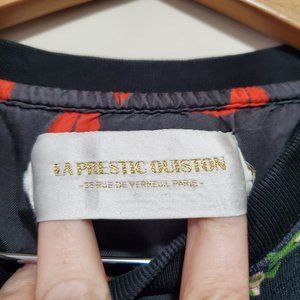 LA PRESTIC OUISTON
-35 RUE DE VERNEUIL PARIS-